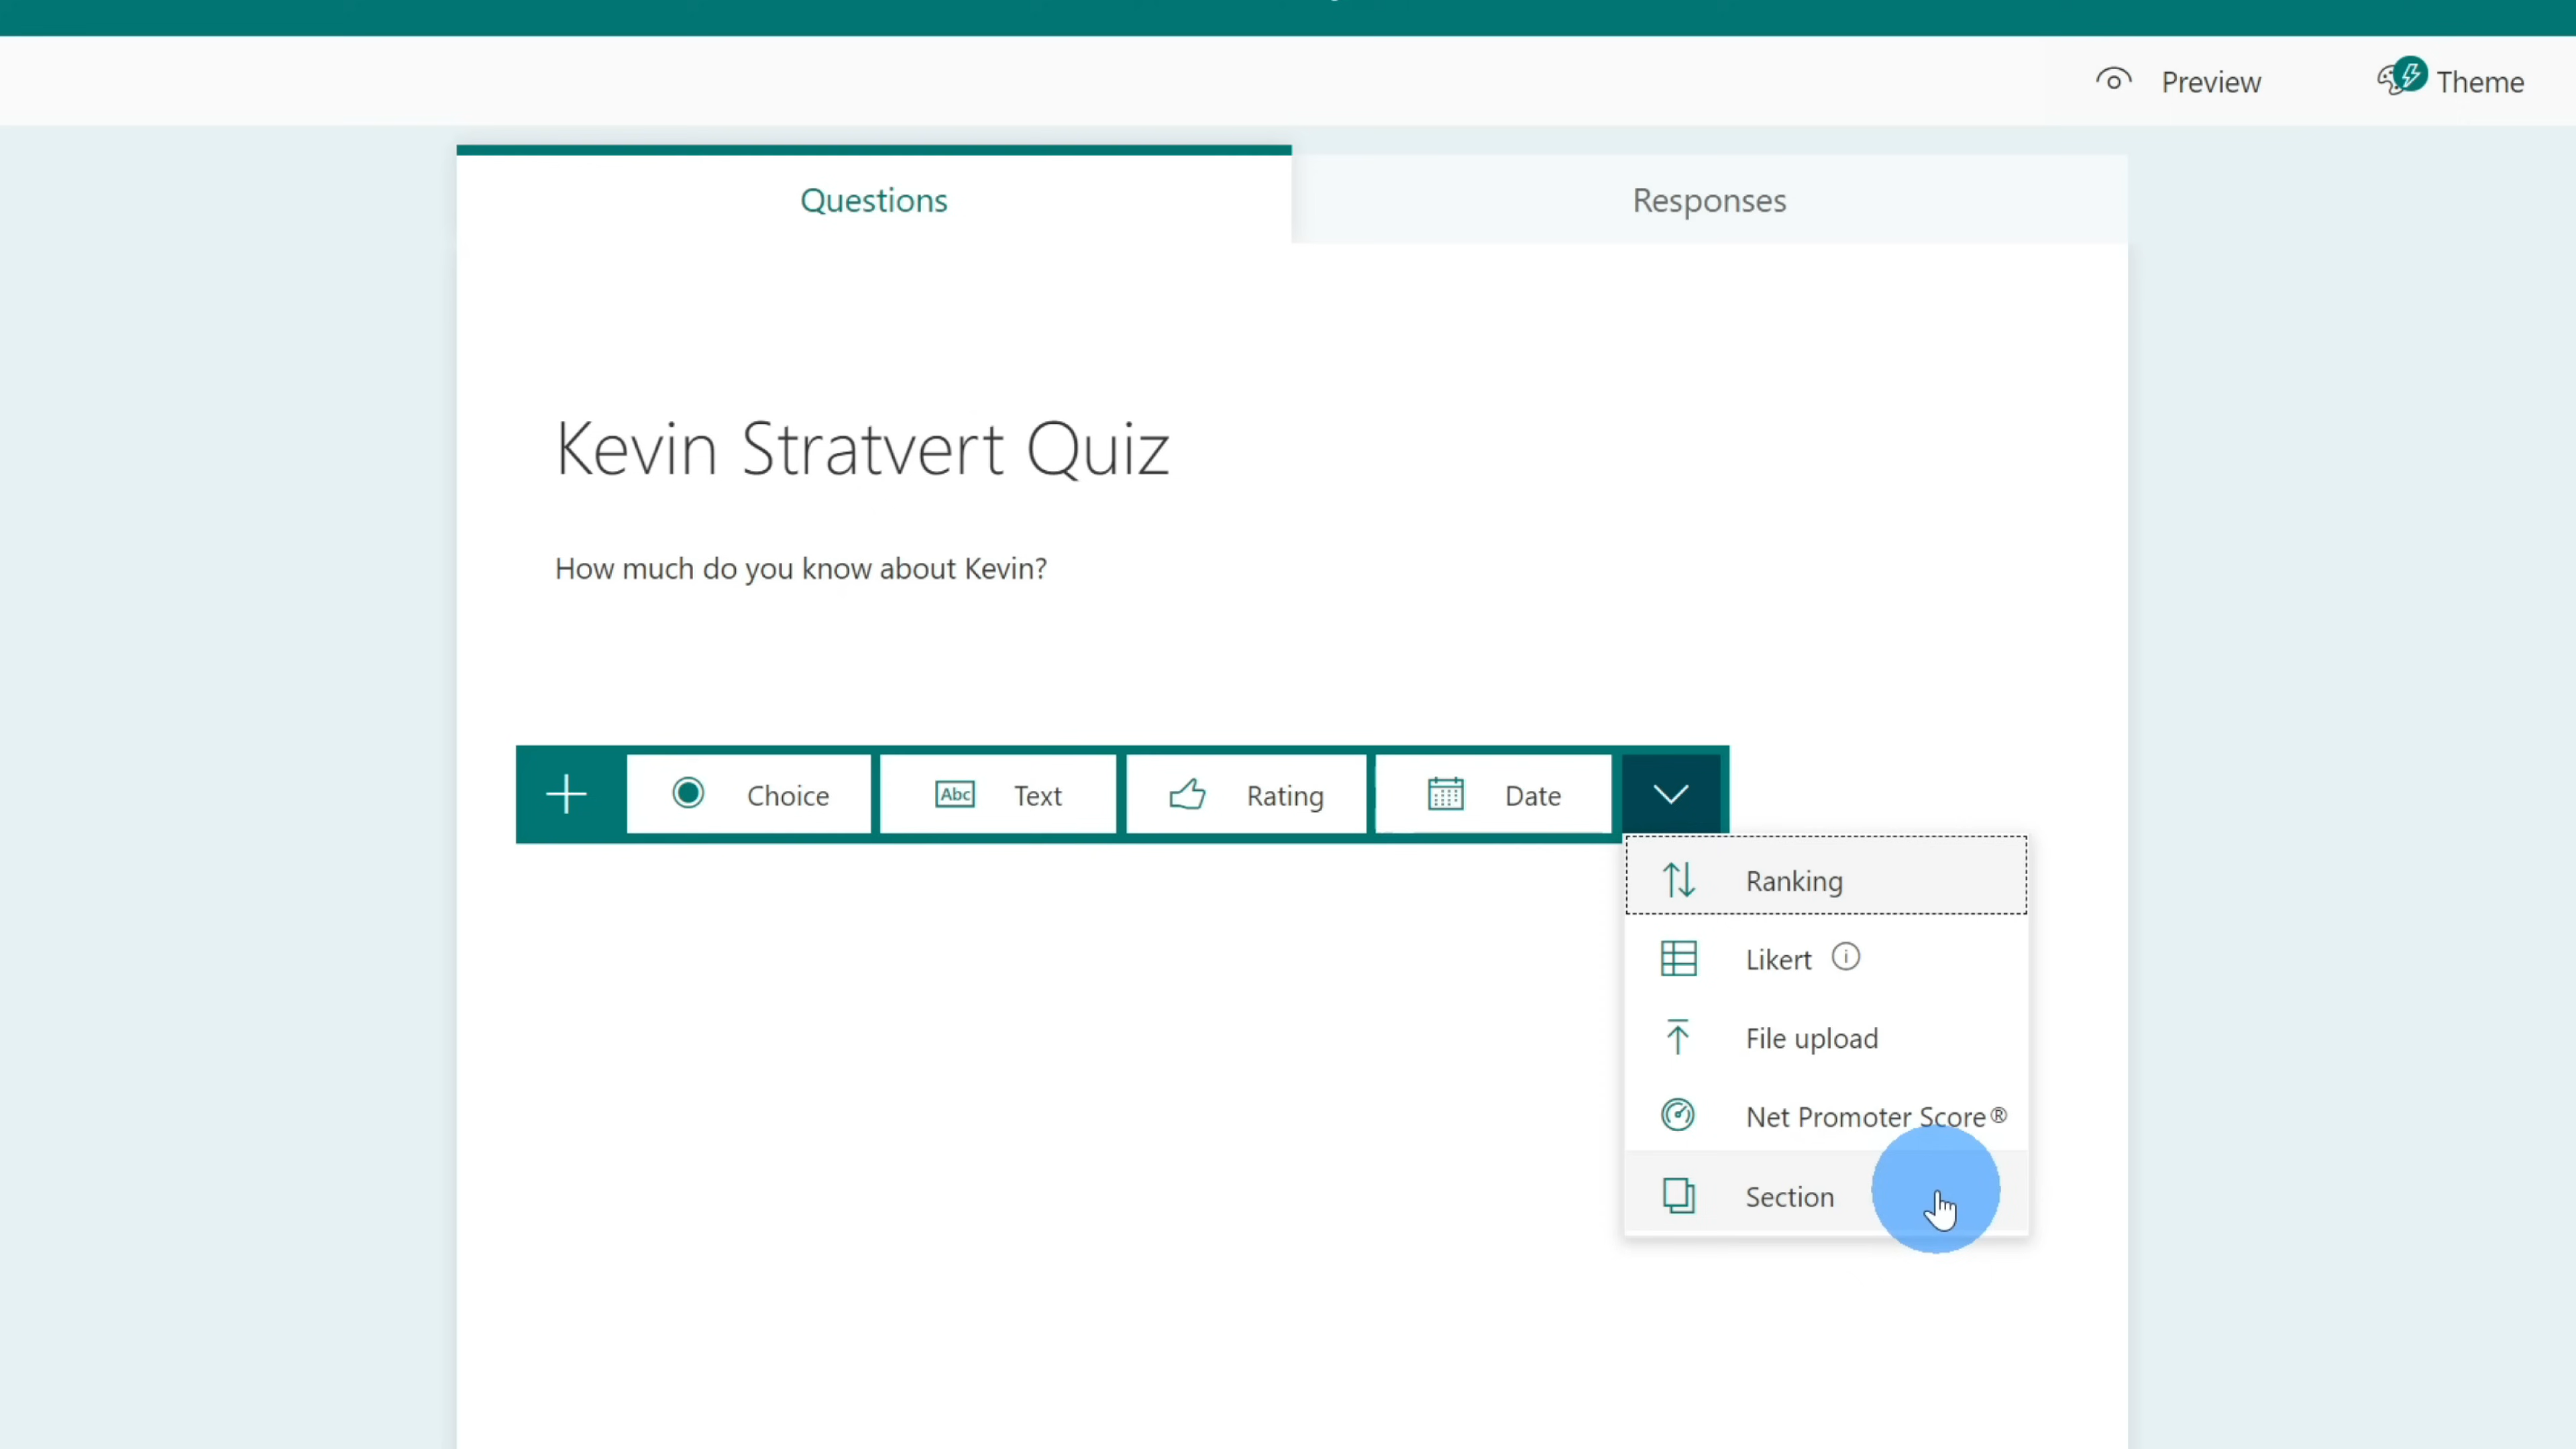 Preview
Theme
Questions
Responses
Kevin Stratvert Quiz
How much do you know about Kevin?
Choice
Abc
Text
Rating
Date
Ranking
Likert
File upload
Net Promoter Score®
Section